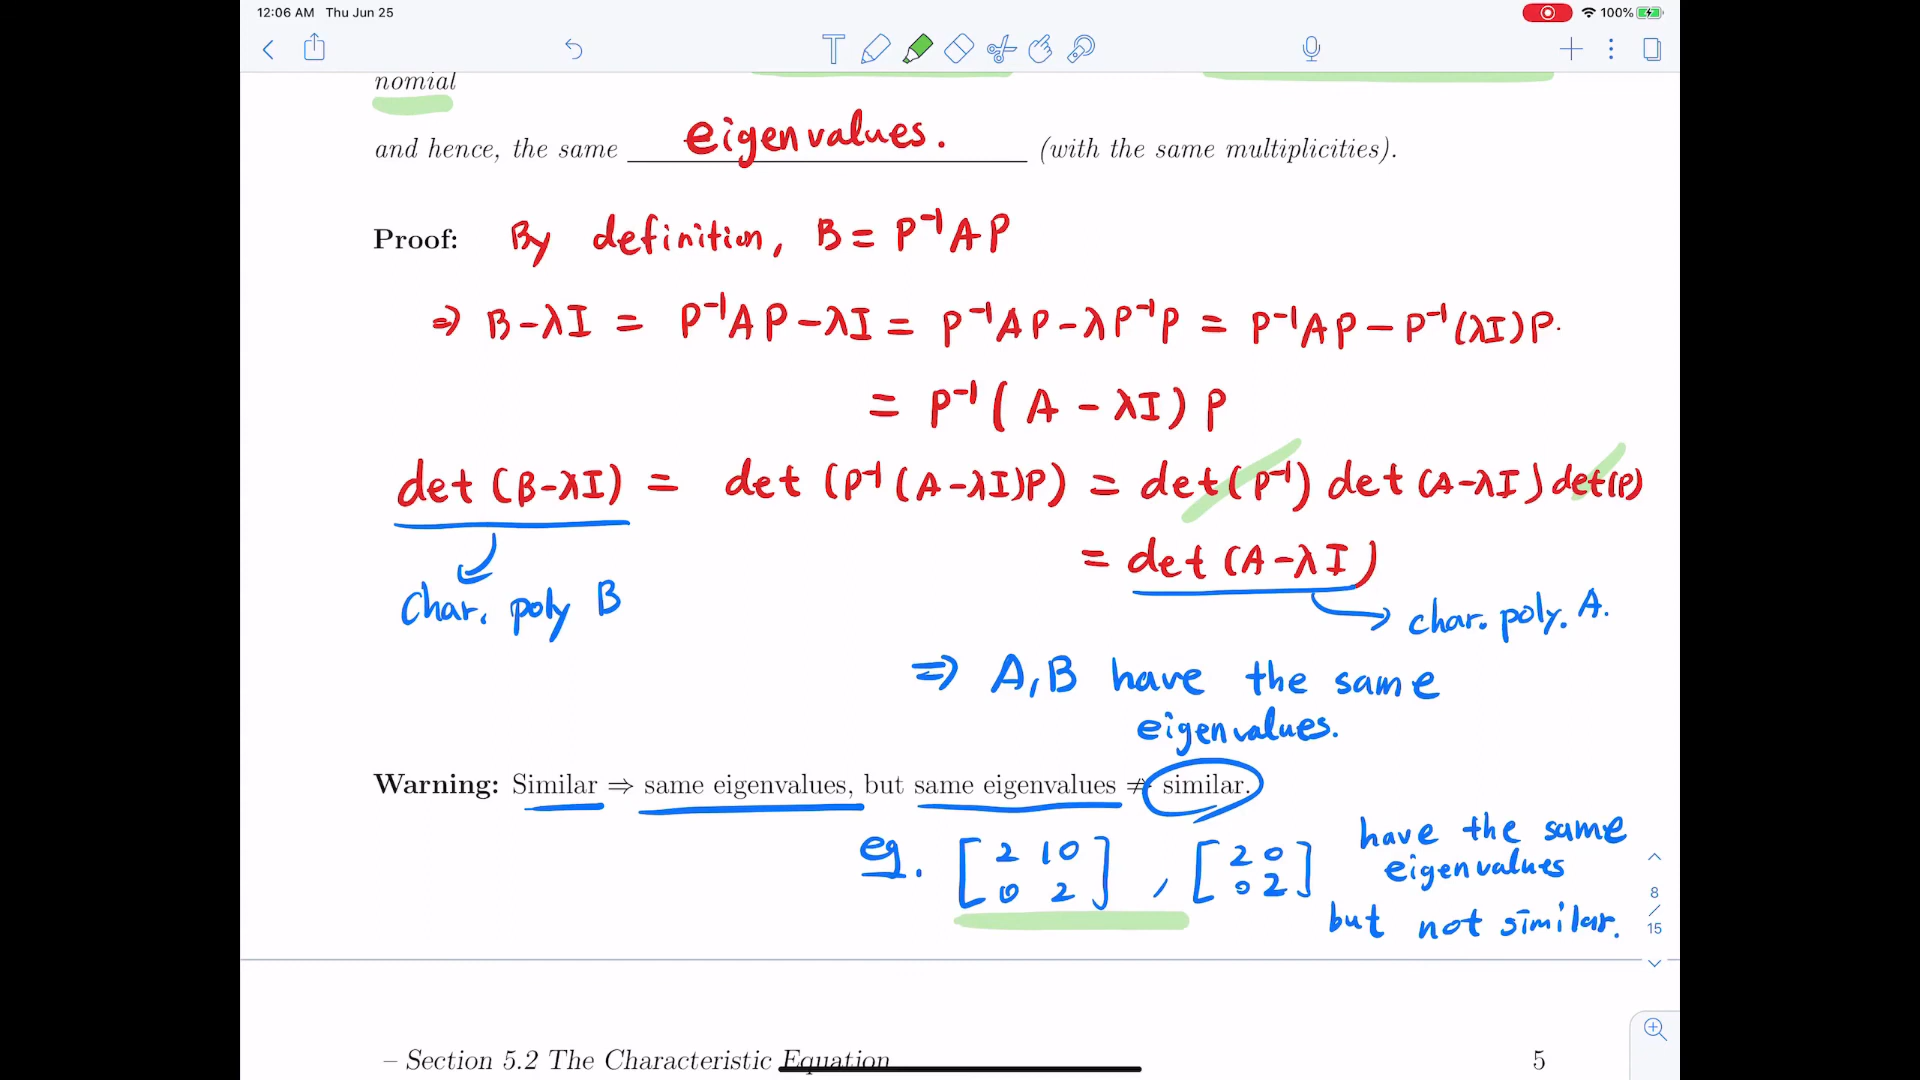 12:06 AM Thu Jun 25
100%
T
nomial
and hence, the same eigenvalues. (with the same multiplicities).
Proof: By definition, B = P⁻¹AP
⇒ B-λI = P⁻¹AP-λI = P⁻¹AP-λP⁻¹P = P⁻¹AP-P⁻¹(λI)P.
= P⁻¹(A-λI)P
det(B-λI) = det(P⁻¹(A-λI)P) = det(P⁻¹)det(A-λI)det(P)
= det(A-λI)
Char. poly B
char. poly. A.
⇒ A,B have the same
eigenvalues.
Warning: Similar ⇒ same eigenvalues, but same eigenvalues ⇏ similar.
eg. [2 10
0 2], [2 0
0 2]
have the same
eigenvalues
but not similar.
8
/
15
– Section 5.2 The Characteristic Equation
5